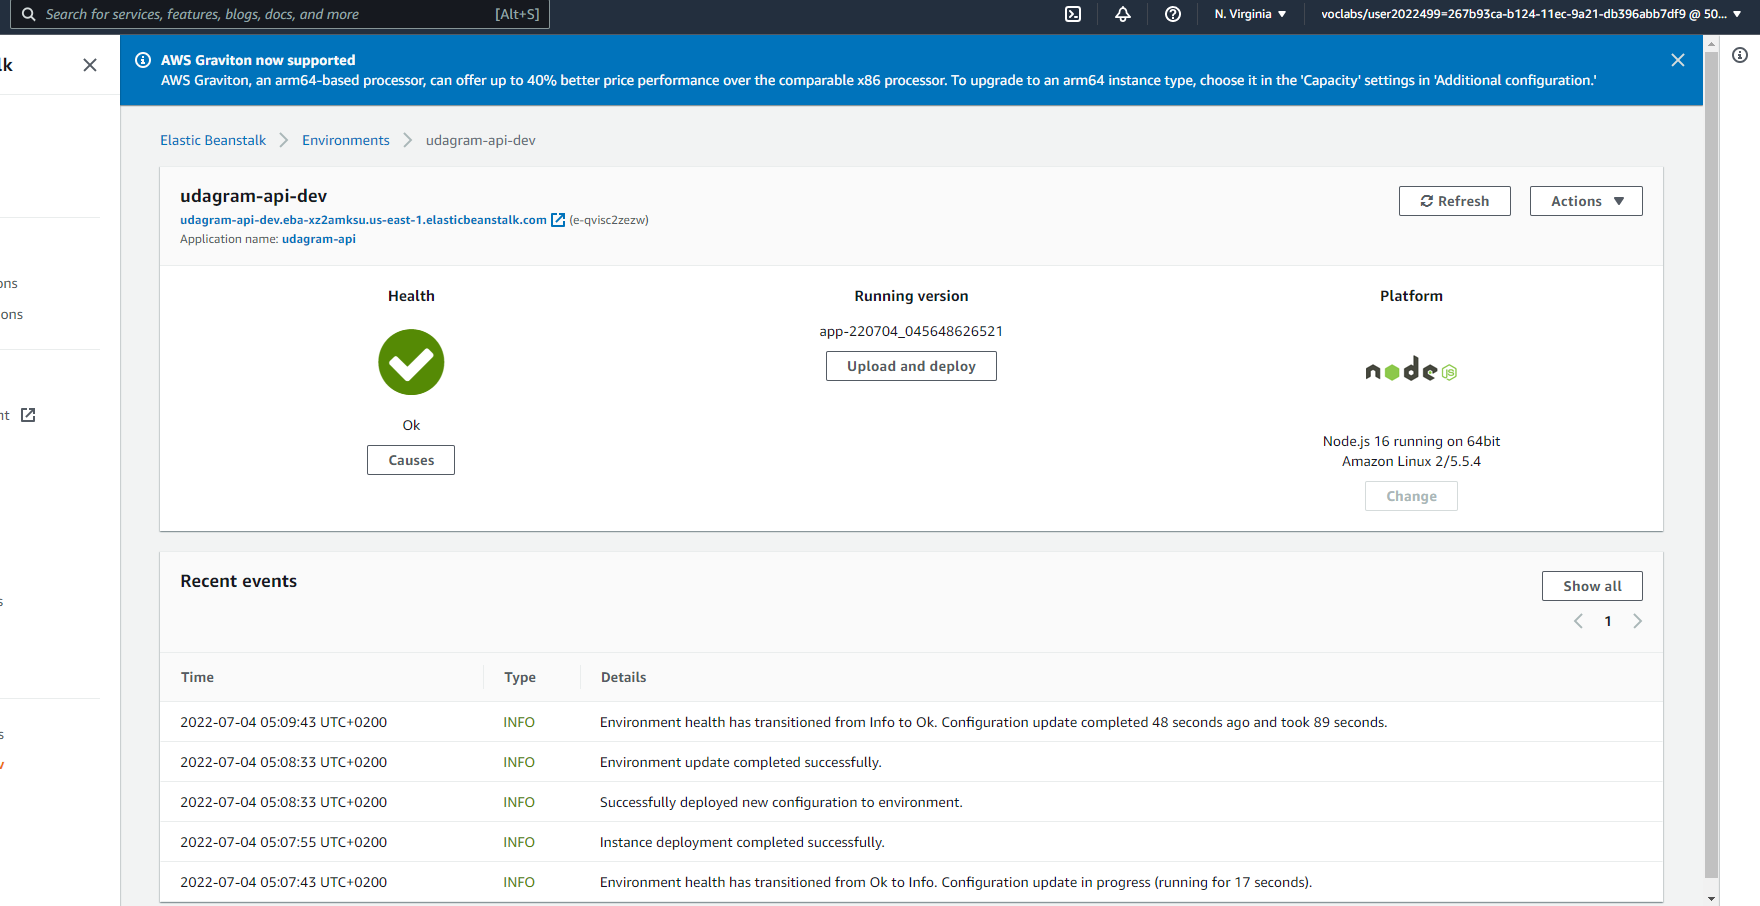 Search for services, features, blogs, docs, and more [Alt+S] N. Virginia voclabs/user2022499=267b93ca-b124-11ec-9a21-db396abb7df9 @ 50...
lk
AWS Graviton now supported
AWS Graviton, an arm64-based processor, can offer up to 40% better price performance over the comparable x86 processor. To upgrade to an arm64 instance type, choose it in the 'Capacity' settings in 'Additional configuration.'
Elastic Beanstalk Environments udagram-api-dev
udagram-api-dev
udagram-api-dev.eba-xz2amksu.us-east-1.elasticbeanstalk.com (e-qvisc2zezw)
Application name: udagram-api
Refresh Actions
ons
ons
nt
s
s
v
Health
Ok
Causes
Running version
app-220704_045648626521
Upload and deploy
Platform
node JS
Node.js 16 running on 64bit
Amazon Linux 2/5.5.4
Change
Recent events
Show all
1
Time Type Details
2022-07-04 05:09:43 UTC+0200 INFO Environment health has transitioned from Info to Ok. Configuration update completed 48 seconds ago and took 89 seconds.
2022-07-04 05:08:33 UTC+0200 INFO Environment update completed successfully.
2022-07-04 05:08:33 UTC+0200 INFO Successfully deployed new configuration to environment.
2022-07-04 05:07:55 UTC+0200 INFO Instance deployment completed successfully.
2022-07-04 05:07:43 UTC+0200 INFO Environment health has transitioned from Ok to Info. Configuration update in progress (running for 17 seconds).